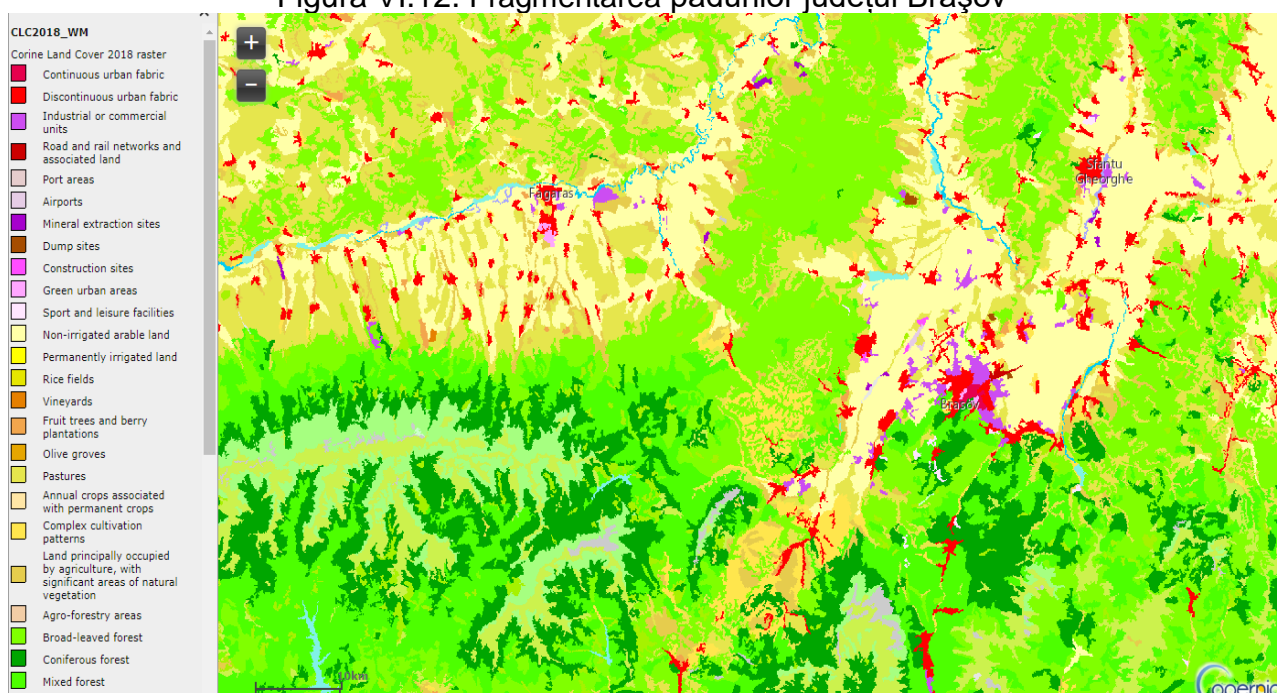 Figura VI.12. Fragmentarea pădurilor județul Brașov
CLC2018_WM
Corine Land Cover 2018 raster
Continuous urban fabric
Discontinuous urban fabric
Industrial or commercial
units
Road and rail networks and
associated land
Port areas
Airports
Mineral extraction sites
Dump sites
Construction sites
Green urban areas
Sport and leisure facilities
Non-irrigated arable land
Permanently irrigated land
Rice fields
Vineyards
Fruit trees and berry
plantations
Olive groves
Pastures
Annual crops associated
with permanent crops
Complex cultivation
patterns
Land principally occupied
by agriculture, with
significant areas of natural
vegetation
Agro-forestry areas
Broad-leaved forest
Coniferous forest
Mixed forest
+
−
Fagaras
Sfantu
Gheorghe
Brasov
10km
Copernic